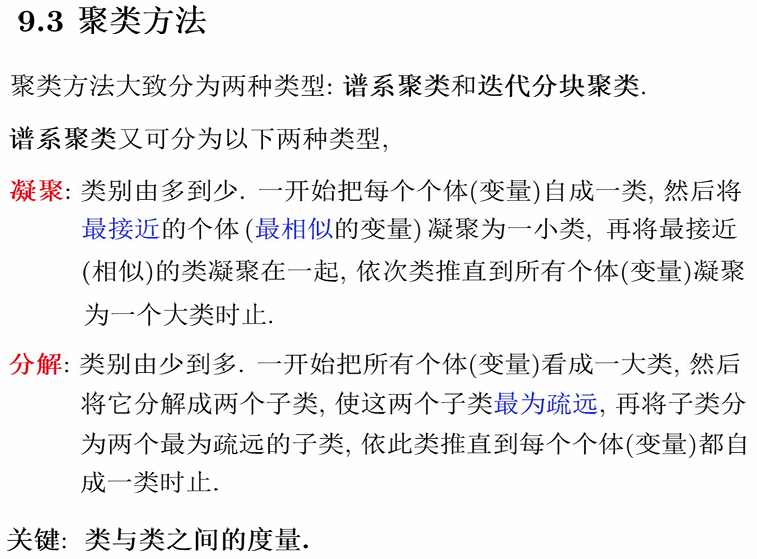 9.3 聚类方法
聚类方法大致分为两种类型: 谱系聚类和迭代分块聚类.
谱系聚类又可分为以下两种类型,
凝聚: 类别由多到少. 一开始把每个个体(变量)自成一类, 然后将
最接近的个体(最相似的变量)凝聚为一小类, 再将最接近
(相似)的类凝聚在一起, 依次类推直到所有个体(变量)凝聚
为一个大类时止.
分解: 类别由少到多. 一开始把所有个体(变量)看成一大类, 然后
将它分解成两个子类, 使这两个子类最为疏远, 再将子类分
为两个最为疏远的子类, 依此类推直到每个个体(变量)都自
成一类时止.
关键: 类与类之间的度量.